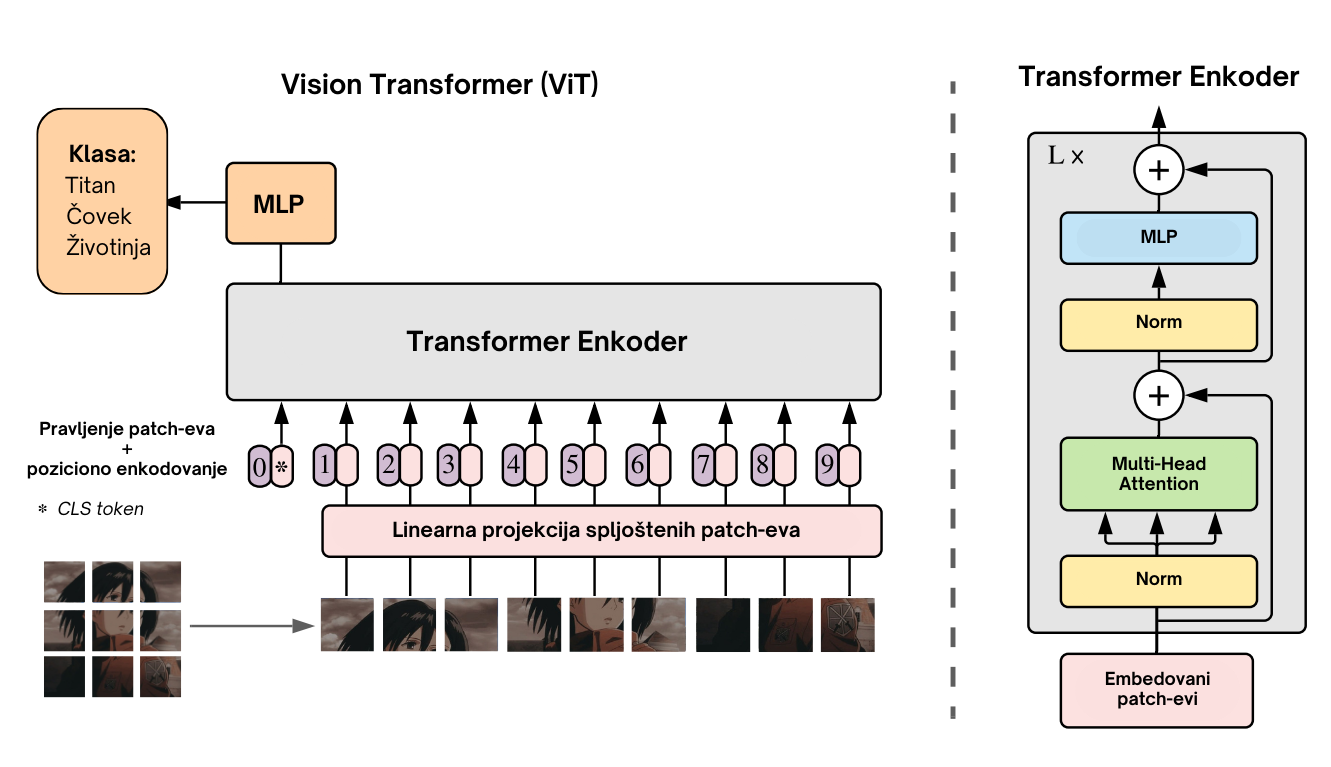 Vision Transformer (ViT)
Klasa:
Titan
Čovek
Životinja
MLP
Transformer Enkoder
Pravljenje patch-eva
+
poziciono enkodovanje
* CLS token
0 * 1 2 3 4 5 6 7 8 9
Linearna projekcija spljoštenih patch-eva
Transformer Enkoder
L x
+
MLP
Norm
+
Multi-Head
Attention
Norm
Embedovani
patch-evi